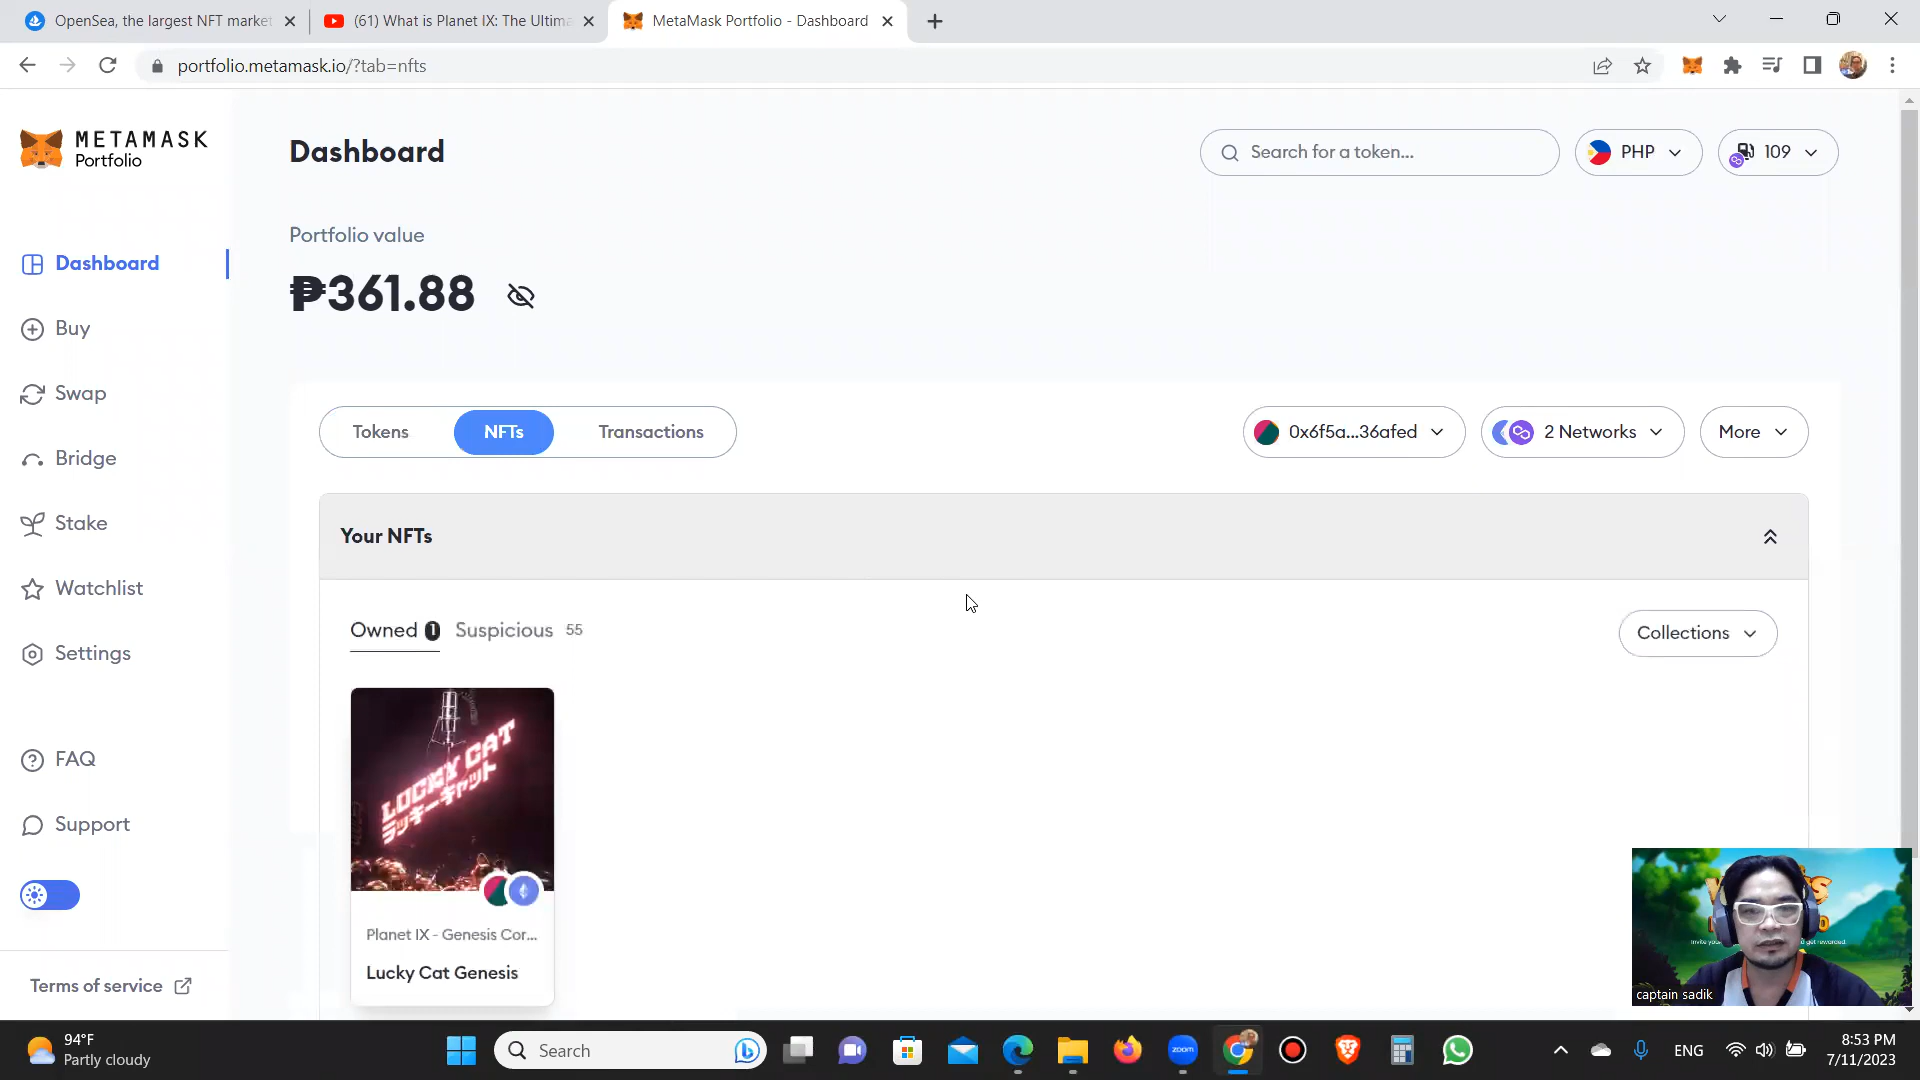 OpenSea, the largest NFT market
(61) What is Planet IX: The Ultima
MetaMask Portfolio - Dashboard
portfolio.metamask.io/?tab=nfts
METAMASK
Portfolio
Dashboard
Search for a token...
PHP
109
Portfolio value
₱361.88
Dashboard
Buy
Swap
Bridge
Stake
Watchlist
Settings
FAQ
Support
Terms of service
Tokens
NFTs
Transactions
0x6f5a...36afed
2 Networks
More
Your NFTs
Owned 1
Suspicious 55
Collections
LUCKY CAT
ラッキーキャット
Planet IX - Genesis Cor...
Lucky Cat Genesis
captain sadik
94°F
Partly cloudy
Search
zoom
ENG
8:53 PM
7/11/2023